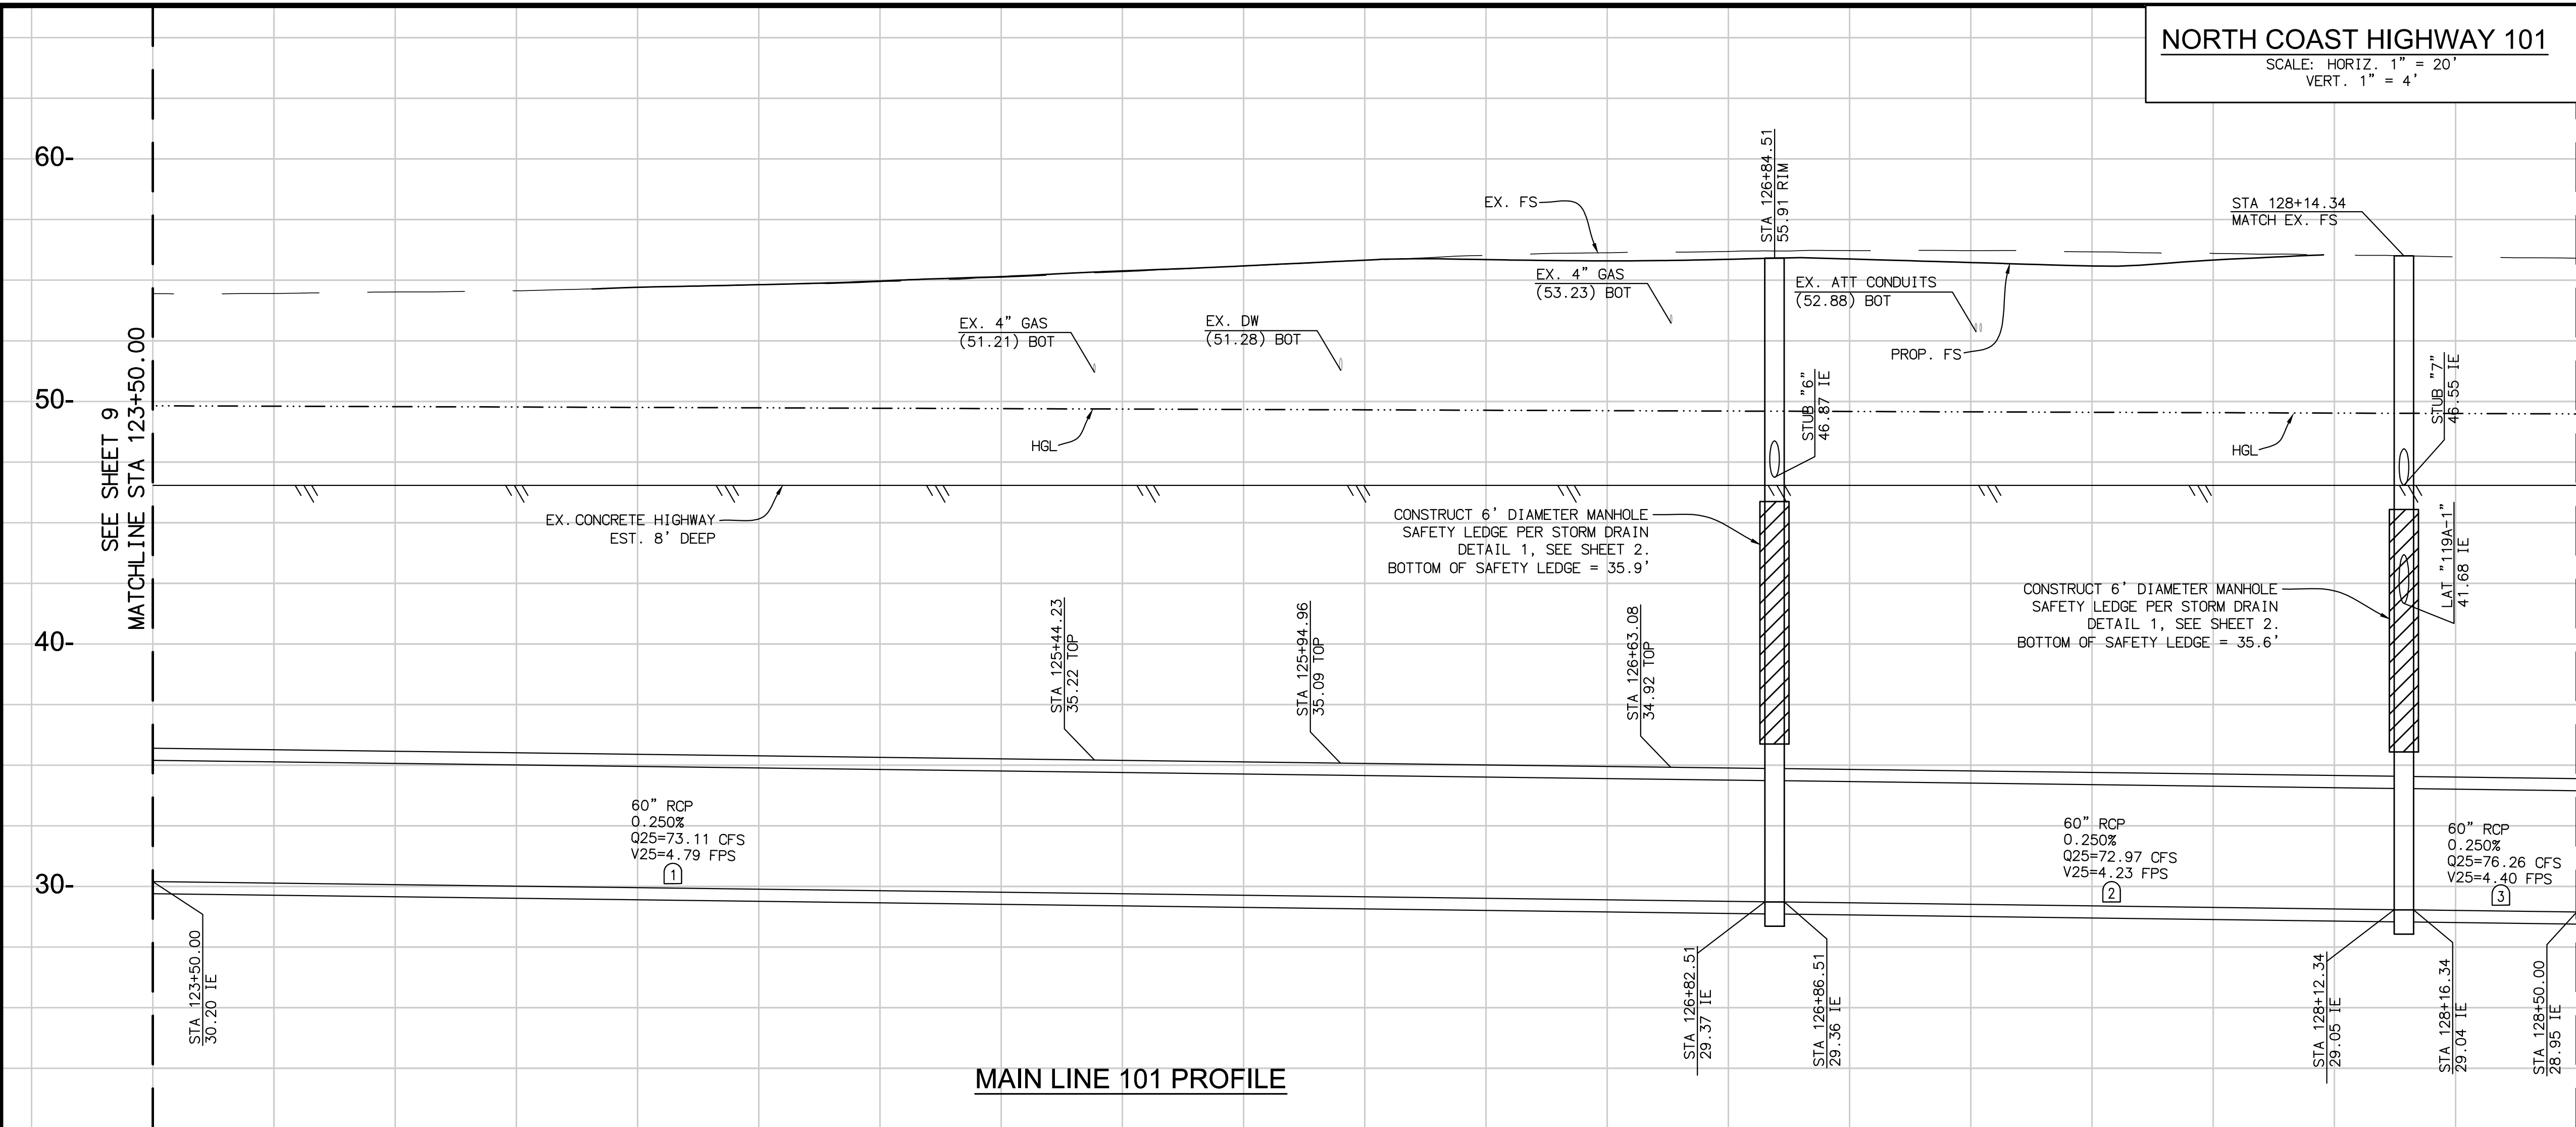 NORTH COAST HIGHWAY 101
SCALE: HORIZ. 1" = 20'
VERT. 1" = 4'
60-
50-
40-
30-
SEE SHEET 9
MATCHLINE STA 123+50.00
EX. FS
STA 126+84.51
55.91 RIM
STA 128+14.34
MATCH EX. FS
EX. 4" GAS
(51.21) BOT
EX. DW
(51.28) BOT
EX. 4" GAS
(53.23) BOT
EX. ATT CONDUITS
(52.88) BOT
PROP. FS
HGL
STUB "6"
46.87 IE
HGL
STUB "7"
46.55 IE
EX. CONCRETE HIGHWAY
EST. 8' DEEP
CONSTRUCT 6' DIAMETER MANHOLE
SAFETY LEDGE PER STORM DRAIN
DETAIL 1, SEE SHEET 2.
BOTTOM OF SAFETY LEDGE = 35.9'
CONSTRUCT 6' DIAMETER MANHOLE
SAFETY LEDGE PER STORM DRAIN
DETAIL 1, SEE SHEET 2.
BOTTOM OF SAFETY LEDGE = 35.6'
LAT "119A-1"
41.68 IE
STA 125+44.23
35.22 TOP
STA 125+94.96
35.09 TOP
STA 126+63.08
34.92 TOP
60" RCP
0.250%
Q25=73.11 CFS
V25=4.79 FPS
1
60" RCP
0.250%
Q25=72.97 CFS
V25=4.23 FPS
2
60" RCP
0.250%
Q25=76.26 CFS
V25=4.40 FPS
3
STA 123+50.00
30.20 IE
STA 126+82.51
29.37 IE
STA 126+86.51
29.36 IE
STA 128+12.34
29.05 IE
STA 128+16.34
29.04 IE
STA 128+50.00
28.95 IE
MAIN LINE 101 PROFILE